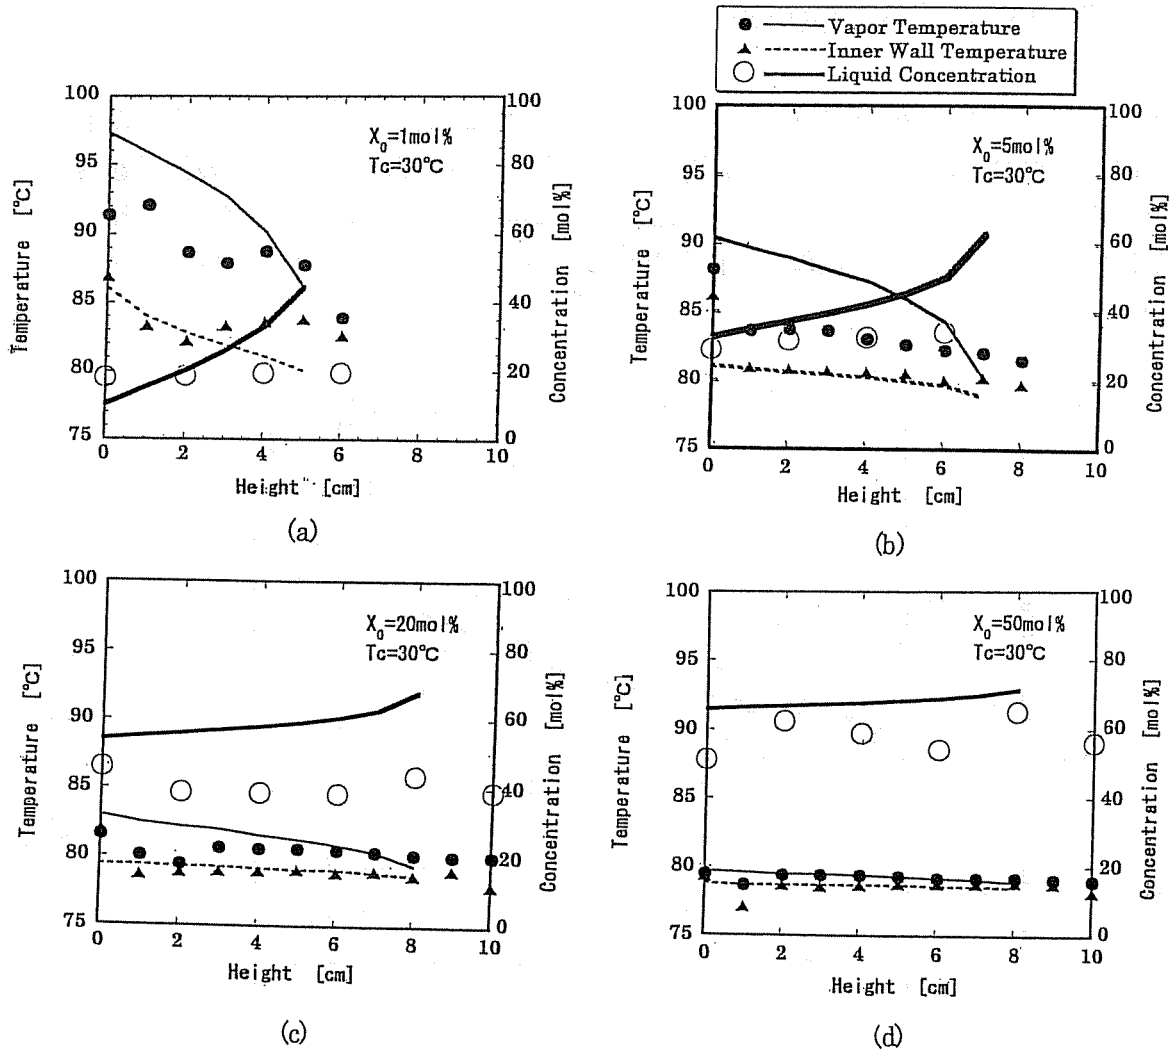 Vapor Temperature
Inner Wall Temperature
Liquid Concentration
100
95
90
85
80
75
100
80
60
40
20
0
0
2
4
6
8
10
Temperature [°C]
Concentration [mol%]
X0=1mol%
Tc=30°C
Height [cm]
(a)
100
95
90
85
80
75
100
80
60
40
20
0
0
2
4
6
8
10
Temperature [°C]
Concentration [mol%]
X0=5mol%
Tc=30°C
Height [cm]
(b)
100
95
90
85
80
75
100
80
60
40
20
0
0
2
4
6
8
10
Temperature [°C]
Concentration [mol%]
X0=20mol%
Tc=30°C
Height [cm]
(c)
100
95
90
85
80
75
100
80
60
40
20
0
0
2
4
6
8
10
Temperature [°C]
Concentration [mol%]
X0=50mol%
Tc=30°C
Height [cm]
(d)